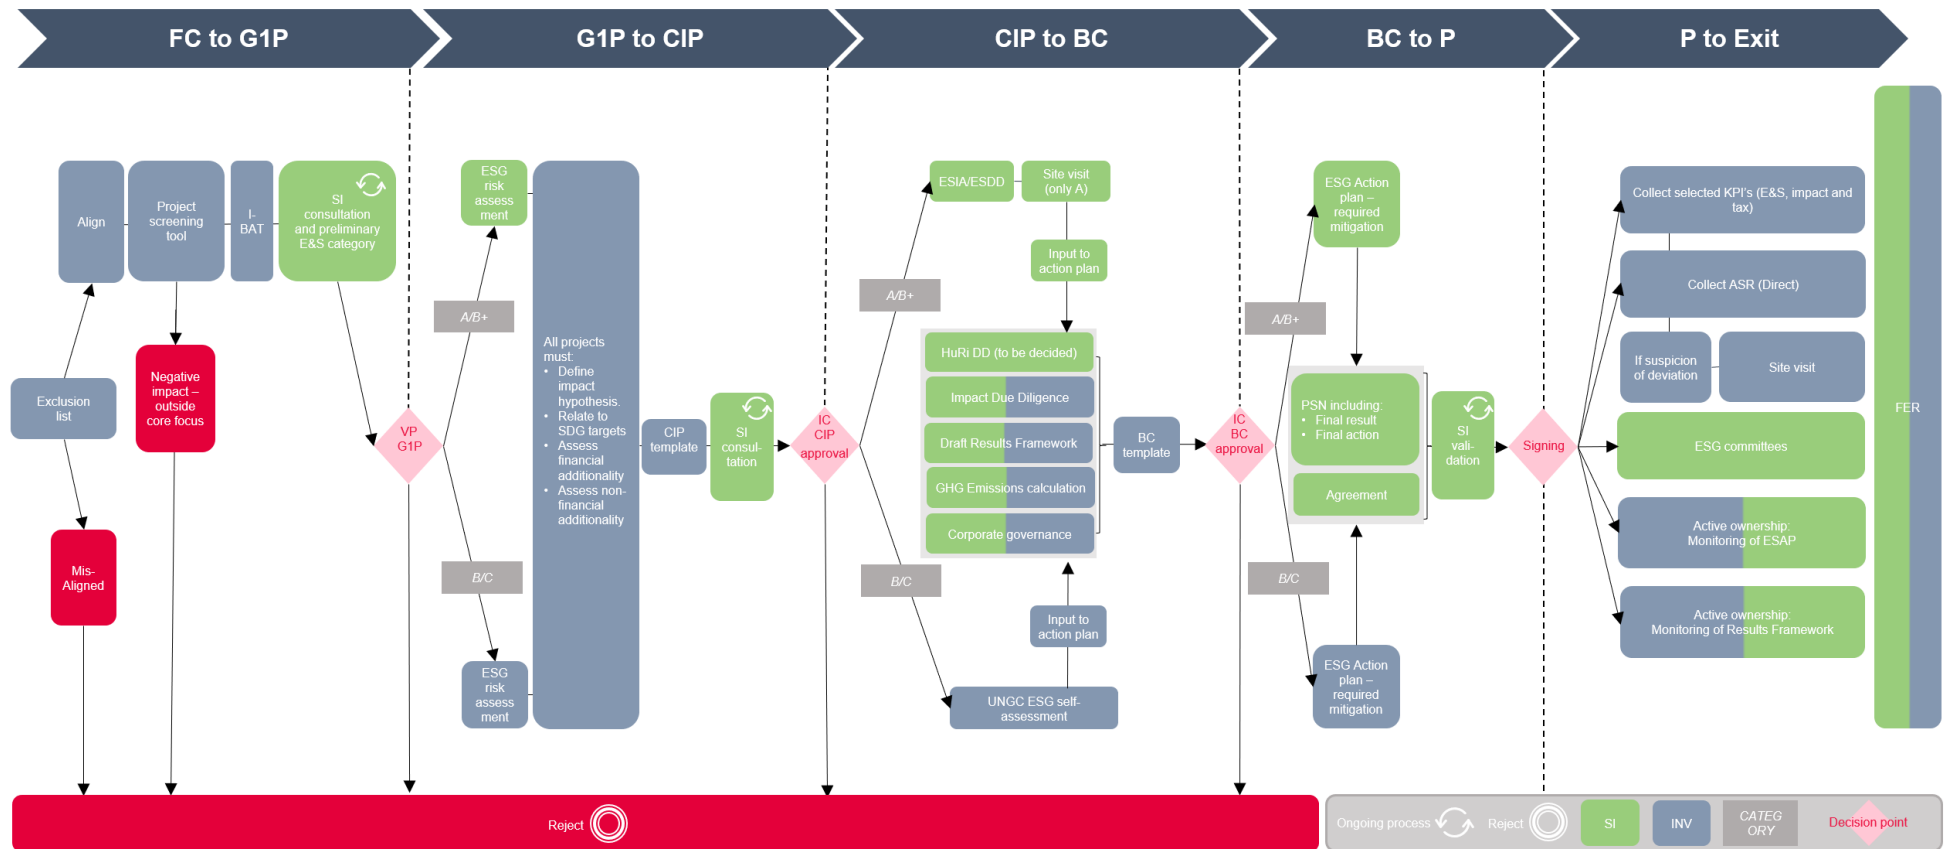 FC to G1P
G1P to CIP
CIP to BC
BC to P
P to Exit
Align
Project
screening
tool
I-
BAT
SI
consultation
and preliminary
E&S category
Exclusion
list
Negative
impact –
outside
core focus
Mis-
Aligned
VP
G1P
ESG
risk
assess
ment
A/B+
B/C
ESG
risk
assess
ment
All projects
must:
• Define
impact
hypothesis.
• Relate to
SDG targets
• Assess
financial
additionality
• Assess non-
financial
additionality
CIP
template
SI
consul-
tation
IC
CIP
approval
A/B+
B/C
ESIA/ESDD
Site visit
(only A)
Input to
action plan
HuRi DD (to be decided)
Impact Due Diligence
Draft Results Framework
GHG Emissions calculation
Corporate governance
Input to
action plan
UNGC ESG self-
assessment
BC
template
IC
BC
approval
A/B+
B/C
ESG Action
plan –
required
mitigation
PSN including:
• Final result
• Final action
Agreement
ESG Action
plan –
required
mitigation
SI
vali-
dation
Signing
Collect selected KPI's (E&S, impact and
tax)
Collect ASR (Direct)
If suspicion
of deviation
Site visit
ESG committees
Active ownership:
Monitoring of ESAP
Active ownership:
Monitoring of Results Framework
FER
Reject
Ongoing process
Reject
SI
INV
CATEG
ORY
Decision point